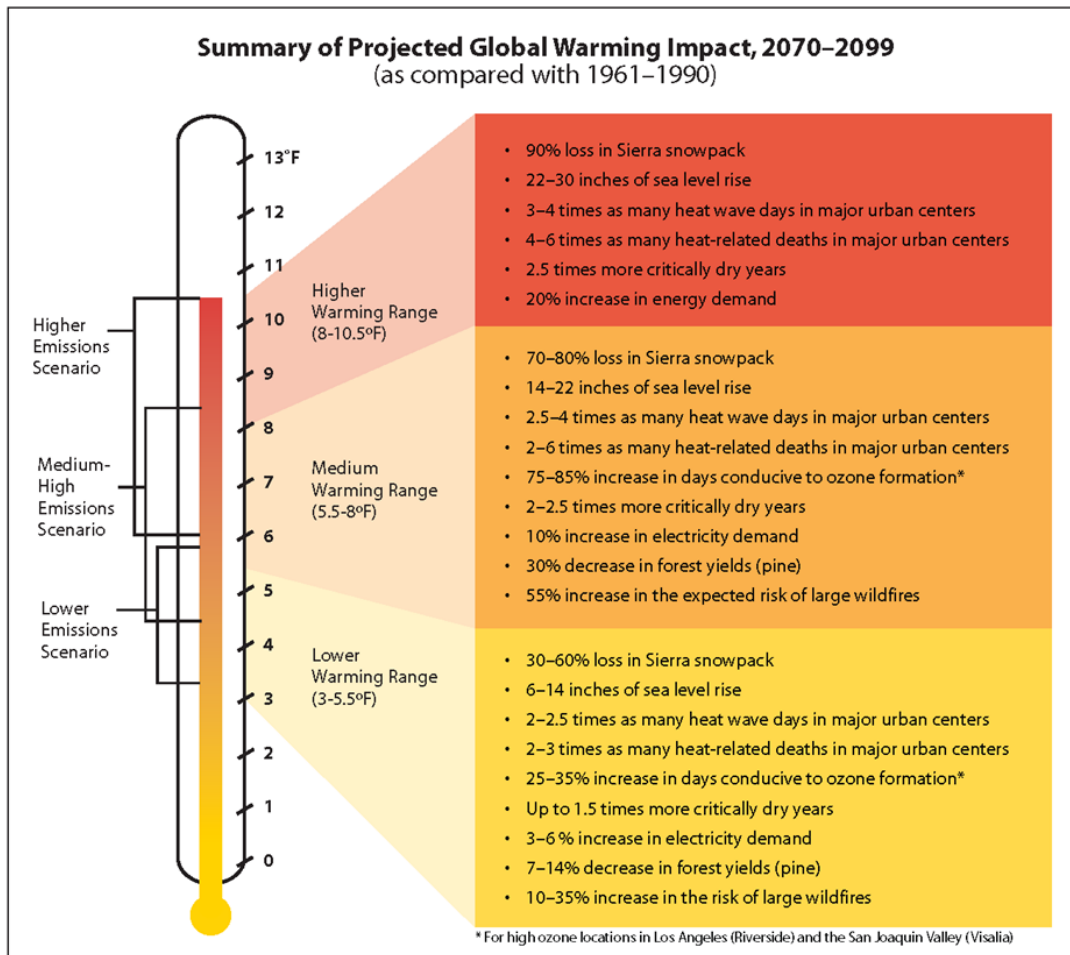 Summary of Projected Global Warming Impact, 2070–2099
(as compared with 1961–1990)
13˚F
12
11
10
9
8
7
6
5
4
3
2
1
0
Higher
Emissions
Scenario
Medium-
High
Emissions
Scenario
Lower
Emissions
Scenario
Higher
Warming Range
(8-10.5ºF)
Medium
Warming Range
(5.5-8ºF)
Lower
Warming Range
(3-5.5ºF)
• 90% loss in Sierra snowpack
• 22–30 inches of sea level rise
• 3–4 times as many heat wave days in major urban centers
• 4–6 times as many heat-related deaths in major urban centers
• 2.5 times more critically dry years
• 20% increase in energy demand
• 70–80% loss in Sierra snowpack
• 14–22 inches of sea level rise
• 2.5–4 times as many heat wave days in major urban centers
• 2–6 times as many heat-related deaths in major urban centers
• 75–85% increase in days conducive to ozone formation*
• 2–2.5 times more critically dry years
• 10% increase in electricity demand
• 30% decrease in forest yields (pine)
• 55% increase in the expected risk of large wildfires
• 30–60% loss in Sierra snowpack
• 6–14 inches of sea level rise
• 2–2.5 times as many heat wave days in major urban centers
• 2–3 times as many heat-related deaths in major urban centers
• 25–35% increase in days conducive to ozone formation*
• Up to 1.5 times more critically dry years
• 3–6 % increase in electricity demand
• 7–14% decrease in forest yields (pine)
• 10–35% increase in the risk of large wildfires
* For high ozone locations in Los Angeles (Riverside) and the San Joaquin Valley (Visalia)